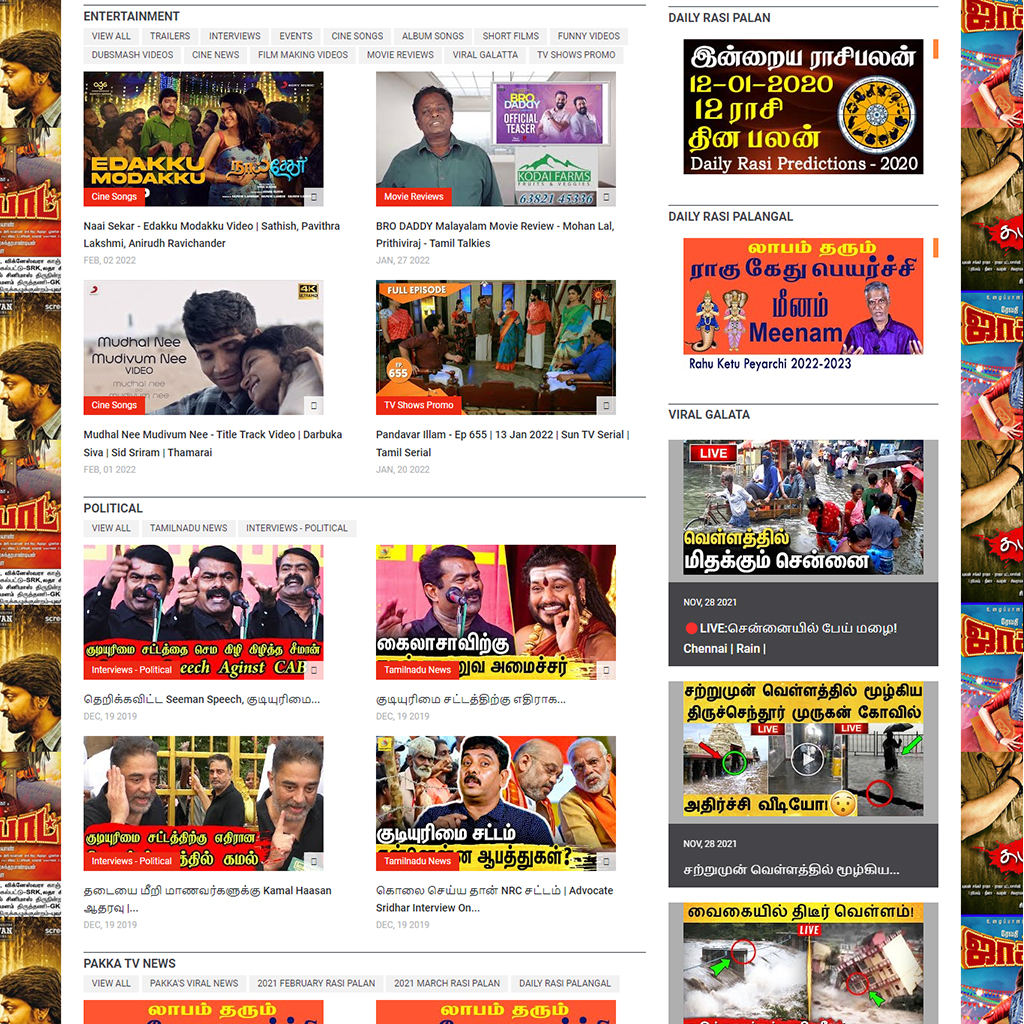 ENTERTAINMENT
VIEW ALL TRAILERS INTERVIEWS EVENTS CINE SONGS ALBUM SONGS SHORT FILMS FUNNY VIDEOS
DUBSMASH VIDEOS CINE NEWS FILM MAKING VIDEOS MOVIE REVIEWS VIRAL GALATTA TV SHOWS PROMO
EDAKKU
MODAKKU
நாய் சேகர்
Cine Songs
Naai Sekar - Edakku Modakku Video | Sathish, Pavithra
Lakshmi, Anirudh Ravichander
FEB, 02 2022
BRO
DADDY
OFFICIAL
TEASER
KODAI FARMS
FRUITS & VEGGIES
63821 45336
Movie Reviews
BRO DADDY Malayalam Movie Review - Mohan Lal,
Prithiviraj - Tamil Talkies
JAN, 27 2022
4K
Mudhal Nee
Mudivum Nee
VIDEO
mudhal nee
Cine Songs
Mudhal Nee Mudivum Nee - Title Track Video | Darbuka
Siva | Sid Sriram | Thamarai
FEB, 01 2022
FULL EPISODE
EP.
655
TV Shows Promo
Pandavar Illam - Ep 655 | 13 Jan 2022 | Sun TV Serial |
Tamil Serial
JAN, 20 2022
POLITICAL
VIEW ALL TAMILNADU NEWS INTERVIEWS - POLITICAL
குடியுரிமை சட்டத்தை செம கிழி கிழித்த சீமான்
Interviews - Political
eech Aginst CAB
தெறிக்கவிட்ட Seeman Speech, குடியுரிமை...
DEC, 19 2019
கைலாசாவிற்கு
அமைச்சர்
Tamilnadu News
குடியுரிமை சட்டத்திற்கு எதிராக...
DEC, 19 2019
குடியுரிமை சட்டத்திற்கு எதிரான
Interviews - Political
கமல்
தடையை மீறி மாணவர்களுக்கு Kamal Haasan
ஆதரவு |...
DEC, 19 2019
குடியுரிமை சட்டம்
ஆபத்துகள்?
Tamilnadu News
கொலை செய்ய தான் NRC சட்டம் | Advocate
Sridhar Interview On...
DEC, 19 2019
PAKKA TV NEWS
VIEW ALL PAKKA'S VIRAL NEWS 2021 FEBRUARY RASI PALAN 2021 MARCH RASI PALAN DAILY RASI PALANGAL
லாபம் தரும்
லாபம் தரும்
DAILY RASI PALAN
இன்றைய ராசிபலன்
12-01-2020
12 ராசி
தின பலன்
Daily Rasi Predictions - 2020
DAILY RASI PALANGAL
லாபம் தரும்
ராகு கேது பெயர்ச்சி
மீனம்
Meenam
Rahu Ketu Peyarchi 2022-2023
VIRAL GALATA
LIVE
வெள்ளத்தில்
மிதக்கும் சென்னை
NOV, 28 2021
🔴LIVE:சென்னையில் பேய் மழை!
Chennai | Rain |
சற்றுமுன் வெள்ளத்தில் மூழ்கிய
திருச்செந்தூர் முருகன் கோவில்
LIVE
LIVE
அதிர்ச்சி வீடியோ!
NOV, 28 2021
சற்றுமுன் வெள்ளத்தில் மூழ்கிய...
வைகையில் திடீர் வெள்ளம்!
LIVE